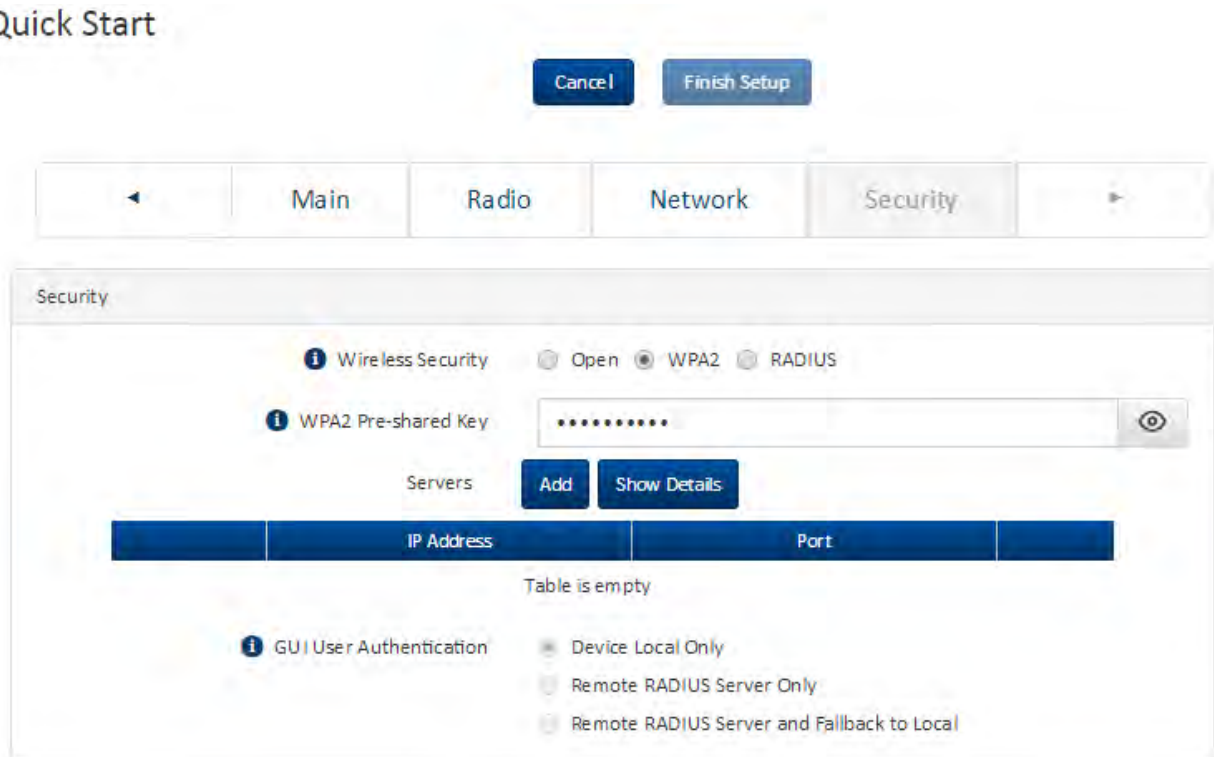 Quick Start
Cancel Finish Setup
Main Radio Network Security
Security
Wireless Security Open WPA2 RADIUS
WPA2 Pre-shared Key ••••••••••
Servers Add Show Details
IP Address Port
Table is empty
GUI User Authentication Device Local Only
Remote RADIUS Server Only
Remote RADIUS Server and Fallback to Local